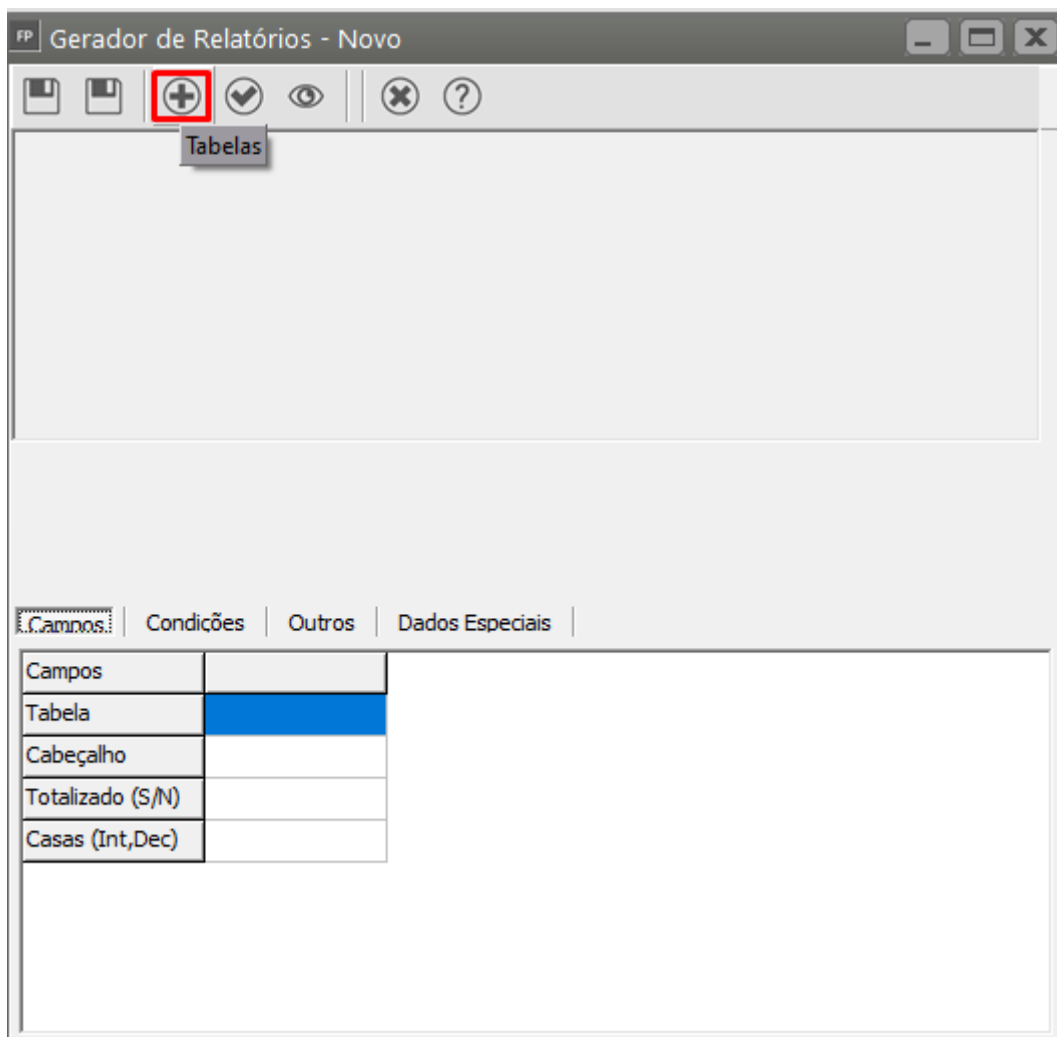 FP Gerador de Relatórios - Novo
Tabelas
Campos Condições Outros Dados Especiais
Campos
Tabela
Cabeçalho
Totalizado (S/N)
Casas (Int,Dec)